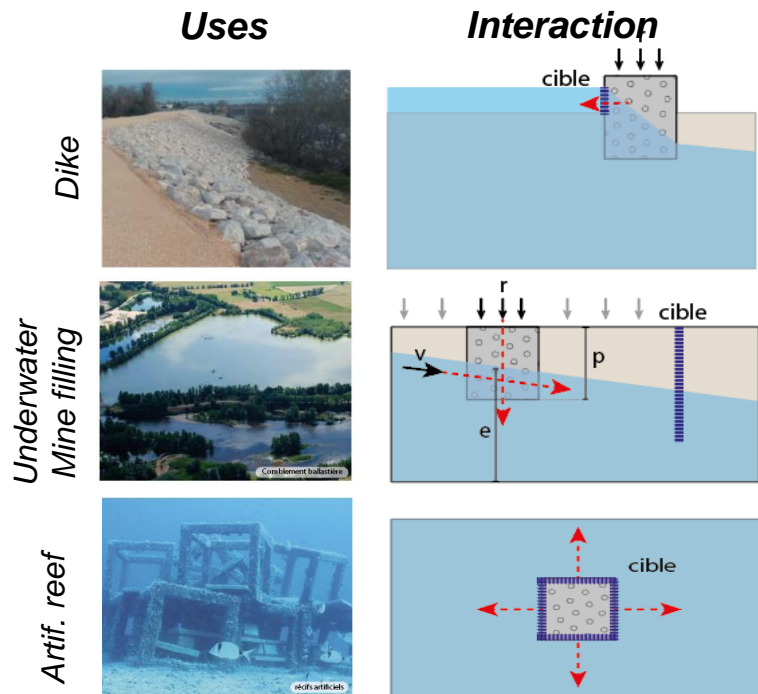 Uses
Interaction
Dike
cible
Underwater
Mine filling
Comblement ballastière
r
cible
v
p
e
Artif. reef
récifs artificiels
cible